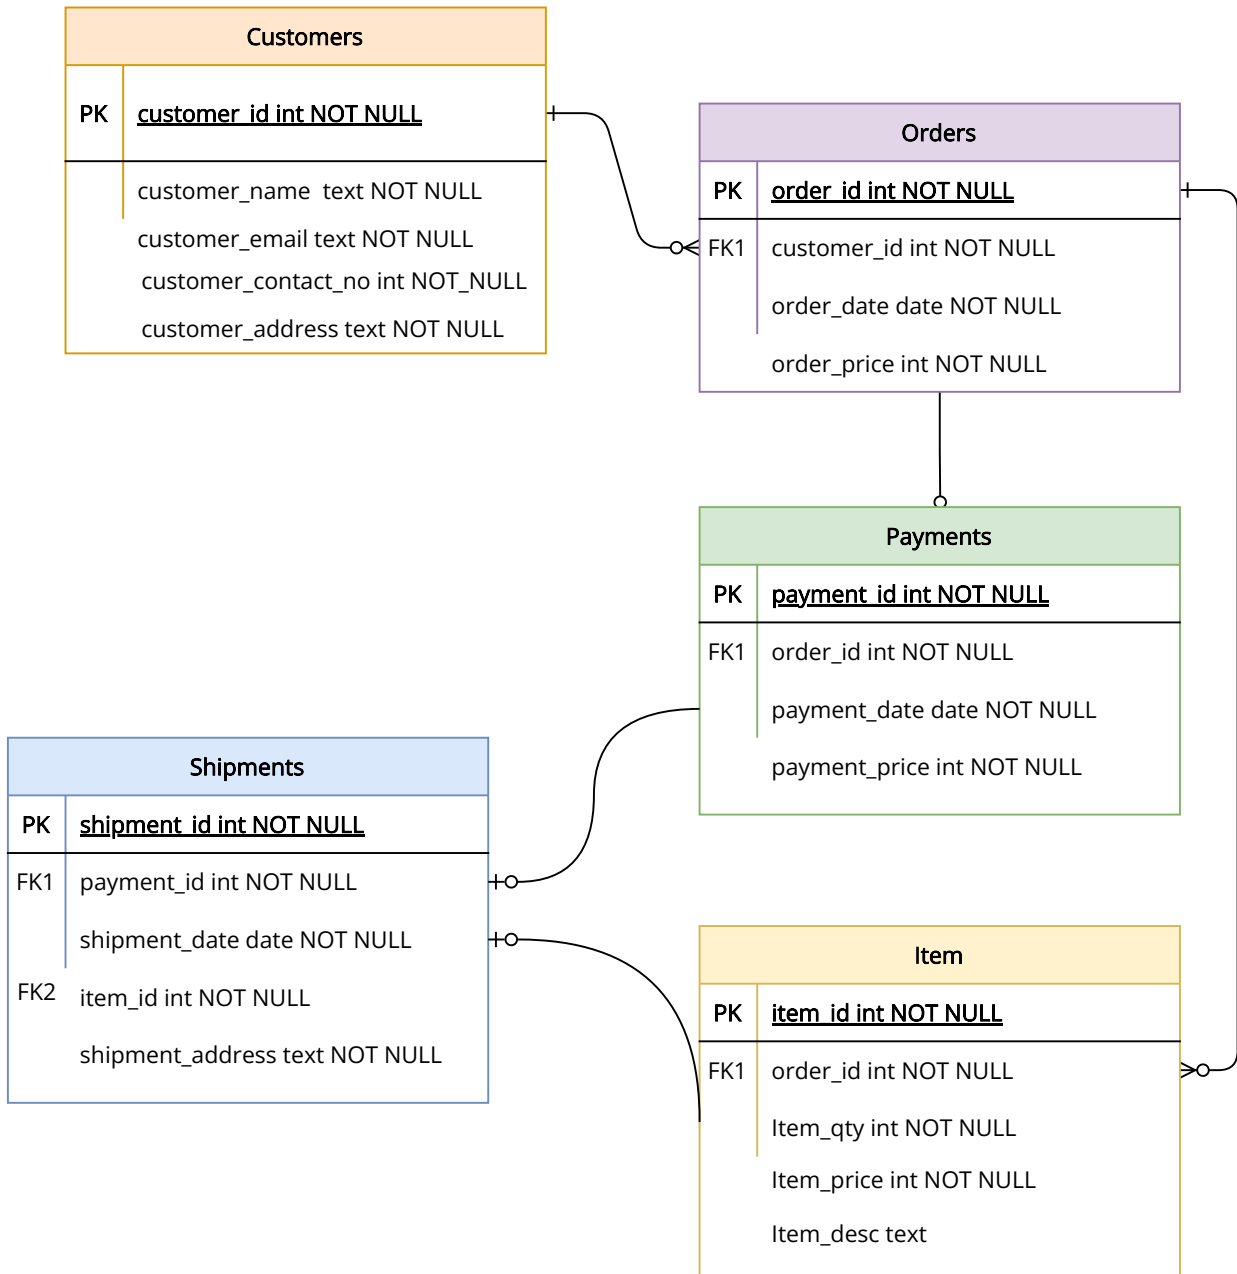 Customers
PK customer_id int NOT NULL
customer_name  text NOT NULL
customer_email text NOT NULL
customer_contact_no int NOT_NULL
customer_address text NOT NULL
Orders
PK order_id int NOT NULL
FK1 customer_id int NOT NULL
order_date date NOT NULL
order_price int NOT NULL
Payments
PK payment_id int NOT NULL
FK1 order_id int NOT NULL
payment_date date NOT NULL
payment_price int NOT NULL
Shipments
PK shipment_id int NOT NULL
FK1 payment_id int NOT NULL
shipment_date date NOT NULL
FK2 item_id int NOT NULL
shipment_address text NOT NULL
Item
PK item_id int NOT NULL
FK1 order_id int NOT NULL
Item_qty int NOT NULL
Item_price int NOT NULL
Item_desc text